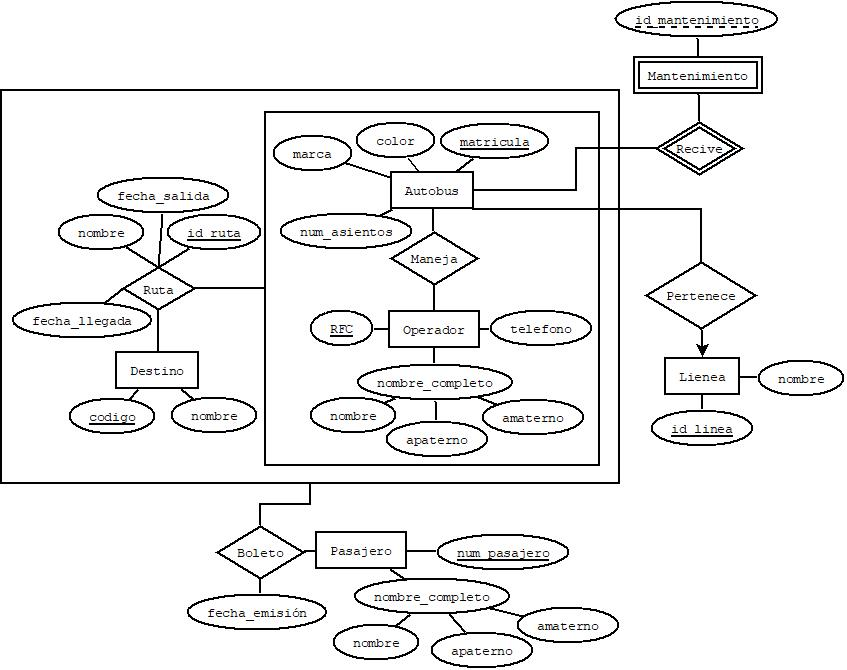 id_mantenimiento
Mantenimiento
Recive
marca
color
matricula
Autobus
num_asientos
Maneja
RFC
Operador
telefono
nombre_completo
nombre
apaterno
amaterno
fecha_salida
nombre
id_ruta
Ruta
fecha_llegada
Destino
codigo
nombre
Pertenece
Lienea
nombre
id_linea
Boleto
Pasajero
num_pasajero
fecha_emisión
nombre_completo
nombre
apaterno
amaterno